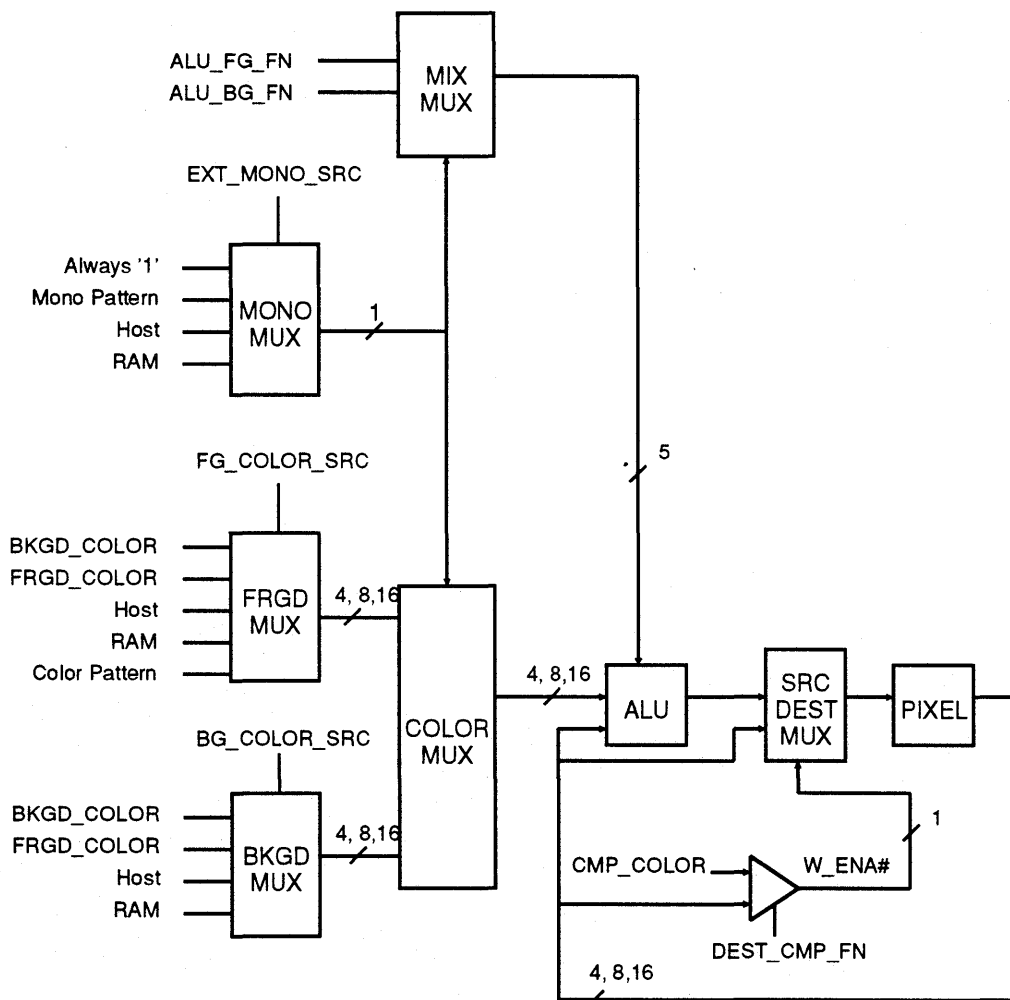 ALU_FG_FN
ALU_BG_FN
MIX
MUX
EXT_MONO_SRC
Always '1'
Mono Pattern
Host
RAM
MONO
MUX
1
5
FG_COLOR_SRC
BKGD_COLOR
FRGD_COLOR
Host
RAM
Color Pattern
FRGD
MUX
4, 8,16
BG_COLOR_SRC
BKGD_COLOR
FRGD_COLOR
Host
RAM
BKGD
MUX
4, 8,16
COLOR
MUX
4, 8,16
ALU
SRC
DEST
MUX
PIXEL
1
CMP_COLOR
W_ENA#
DEST_CMP_FN
4, 8,16